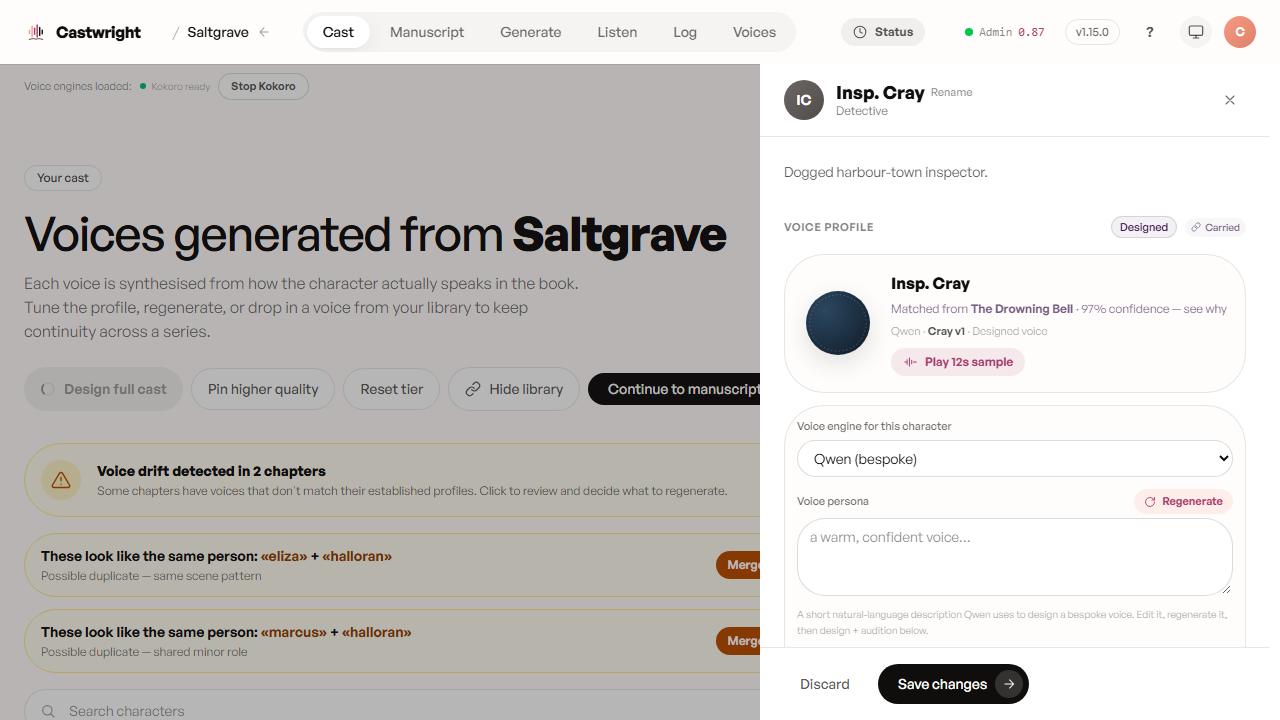 Castwright
/ Saltgrave ←
Cast
Manuscript
Generate
Listen
Log
Voices
Status
Admin 0.87
v1.15.0
?
C
Voice engines loaded:
Kokoro ready
Stop Kokoro
Your cast
Voices generated from Saltgrave
Each voice is synthesised from how the character actually speaks in the book.
Tune the profile, regenerate, or drop in a voice from your library to keep
continuity across a series.
Design full cast
Pin higher quality
Reset tier
Hide library
Continue to manuscript
Voice drift detected in 2 chapters
Some chapters have voices that don't match their established profiles. Click to review and decide what to regenerate.
These look like the same person: «eliza» + «halloran»
Possible duplicate — same scene pattern
Merge
These look like the same person: «marcus» + «halloran»
Possible duplicate — shared minor role
Merge
Search characters
IC
Insp. Cray Rename
Detective
Dogged harbour-town inspector.
VOICE PROFILE
Designed
Carried
Insp. Cray
Matched from The Drowning Bell · 97% confidence — see why
Qwen · Cray v1 · Designed voice
Play 12s sample
Voice engine for this character
Qwen (bespoke)
Voice persona
Regenerate
a warm, confident voice...
A short natural-language description Qwen uses to design a bespoke voice. Edit it, regenerate it,
then design + audition below.
Discard
Save changes →